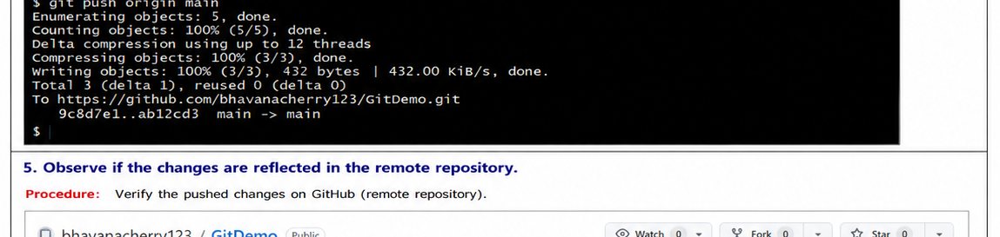 $ git push origin main
Enumerating objects: 5, done.
Counting objects: 100% (5/5), done.
Delta compression using up to 12 threads
Compressing objects: 100% (3/3), done.
Writing objects: 100% (3/3), 432 bytes | 432.00 KiB/s, done.
Total 3 (delta 1), reused 0 (delta 0)
To https://github.com/bhavanacherry123/GitDemo.git
9c8d7e1..ab12cd3 main -> main
$
5. Observe if the changes are reflected in the remote repository.
Procedure: Verify the pushed changes on GitHub (remote repository).
bhavanacherry123 / GitDemo Public Watch 0 Fork 0 Star 0